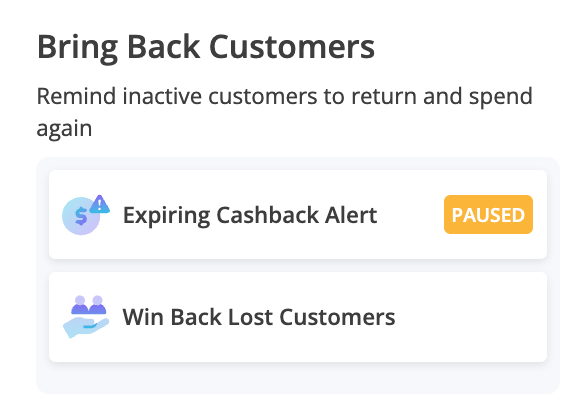 Bring Back Customers
Remind inactive customers to return and spend
again
Expiring Cashback Alert
PAUSED
Win Back Lost Customers